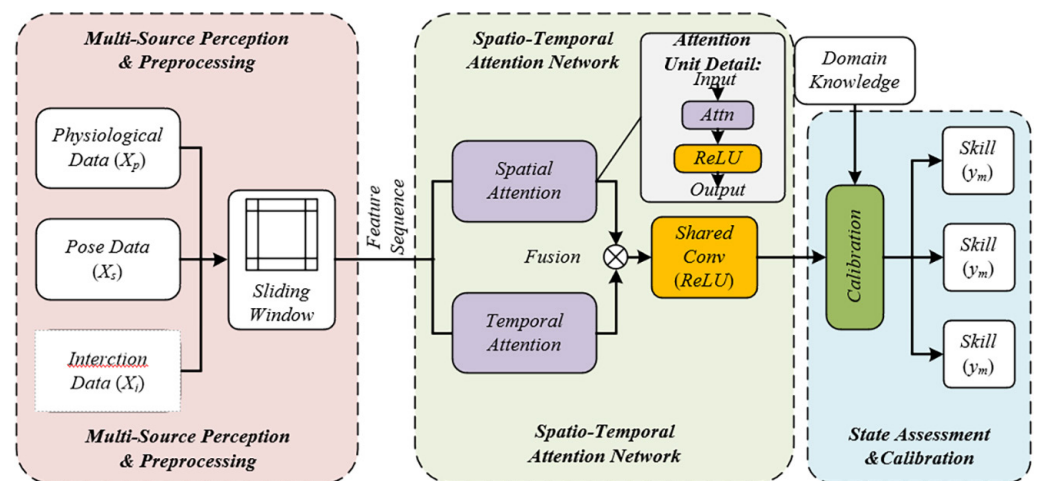 Multi-Source Perception
& Preprocessing
Physiological
Data (Xₚ)
Pose Data
(Xₛ)
Interction
Data (Xᵢ)
Sliding
Window
Multi-Source Perception
& Preprocessing
Feature
Sequence
Spatio-Temporal
Attention Network
Spatial
Attention
Fusion
Temporal
Attention
Attention
Unit Detail:
Input
Attn
ReLU
Output
Shared
Conv
(ReLU)
Spatio-Temporal
Attention Network
Domain
Knowledge
Calibration
Skill
(yₘ)
Skill
(yₘ)
Skill
(yₘ)
State Assessment
&Calibration